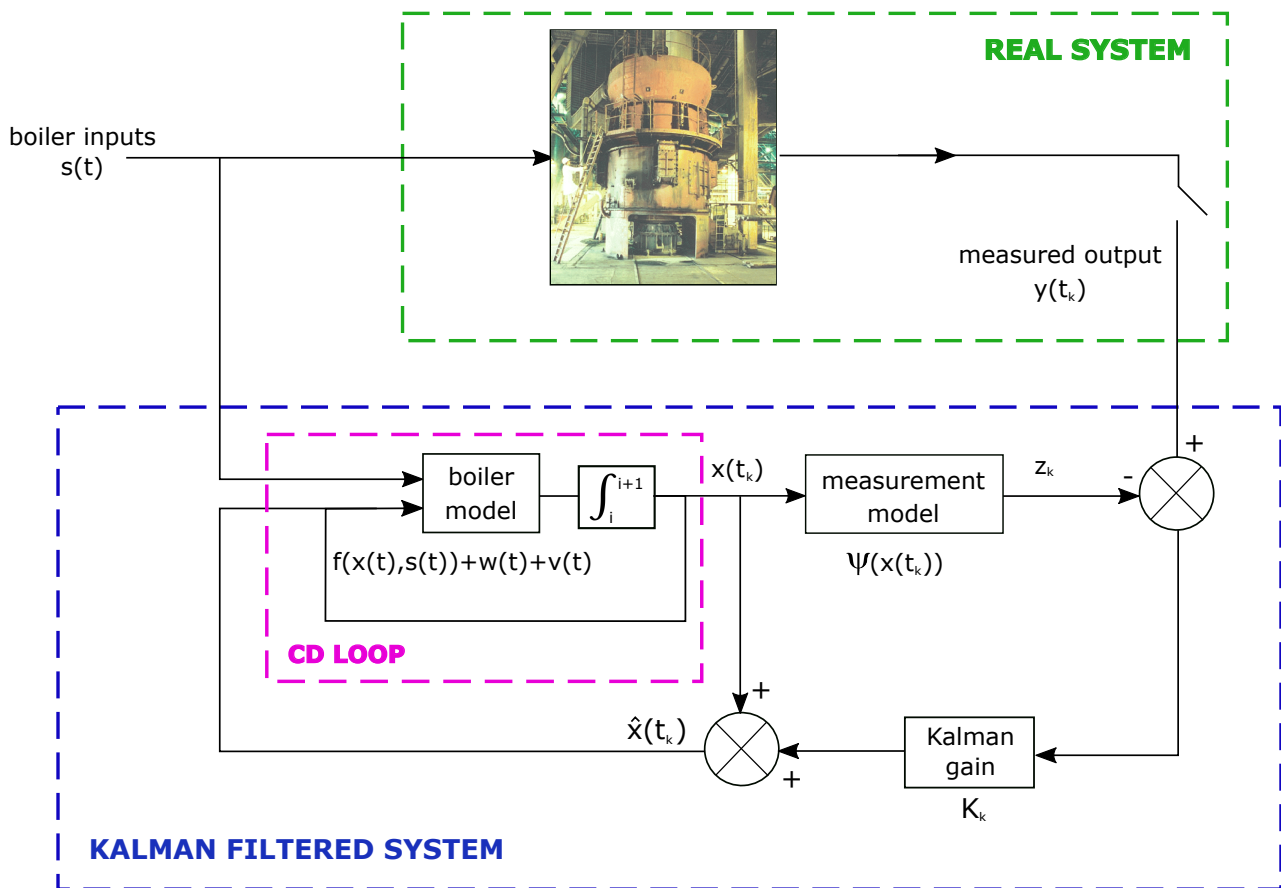 REAL SYSTEM
boiler inputs
s(t)
measured output
y(tₖ)
+
-
boiler
model
∫ᵢⁱ⁺¹
x(tₖ)
measurement
model
zₖ
f(x(t),s(t))+w(t)+v(t)
Ψ(x(tₖ))
CD LOOP
+
x̂(tₖ)
+
Kalman
gain
Kₖ
KALMAN FILTERED SYSTEM